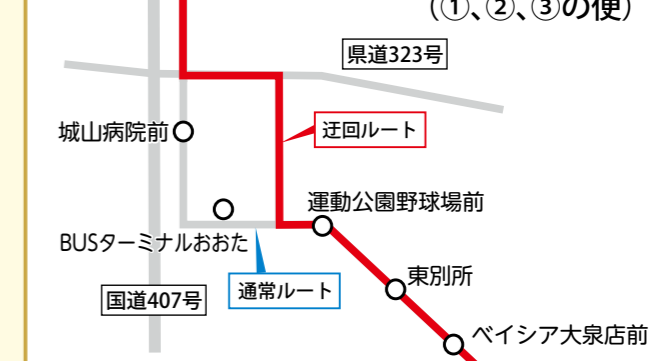 （①、②、③の便）
県道323号
城山病院前
迂回ルート
運動公園野球場前
BUSターミナルおおた
東別所
通常ルート
国道407号
ベイシア大泉店前